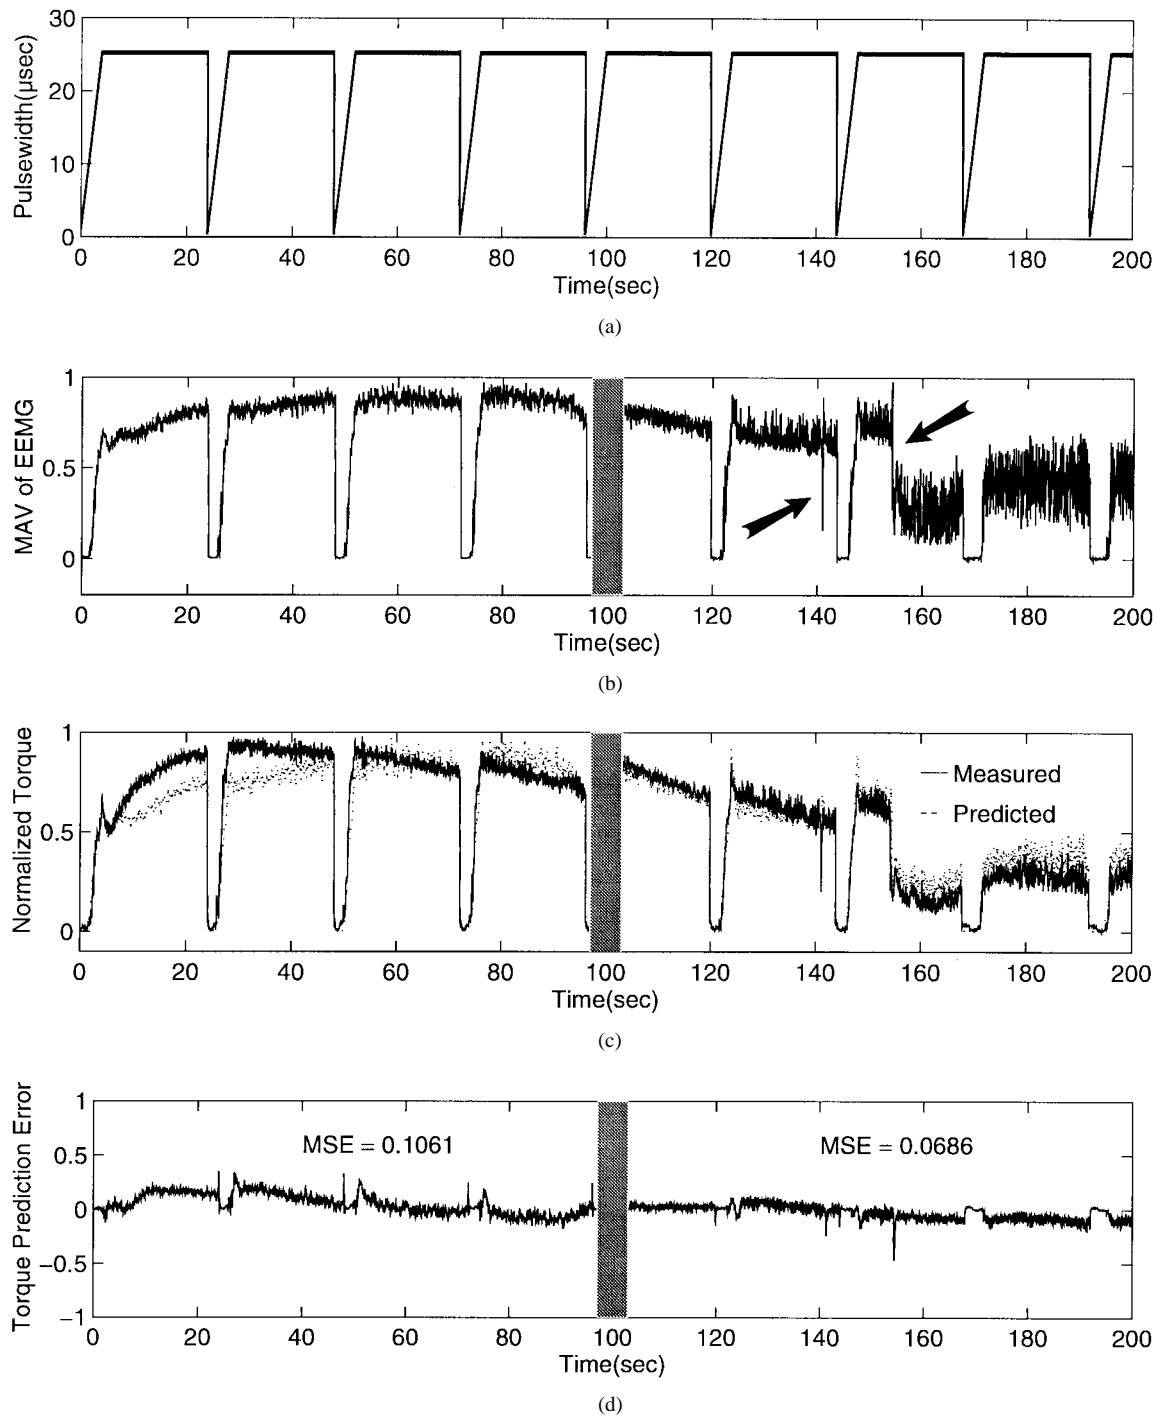 Pulsewidth(μsec)
30
20
10
0
0 20 40 60 80 100 120 140 160 180 200
Time(sec)
(a)
MAV of EEMG
1
0.5
0
0 20 40 60 80 100 120 140 160 180 200
Time(sec)
(b)
Normalized Torque
1
0.5
0
Measured
Predicted
0 20 40 60 80 100 120 140 160 180 200
Time(sec)
(c)
Torque Prediction Error
1
0.5
0
−0.5
−1
MSE = 0.1061 MSE = 0.0686
0 20 40 60 80 100 120 140 160 180 200
Time(sec)
(d)